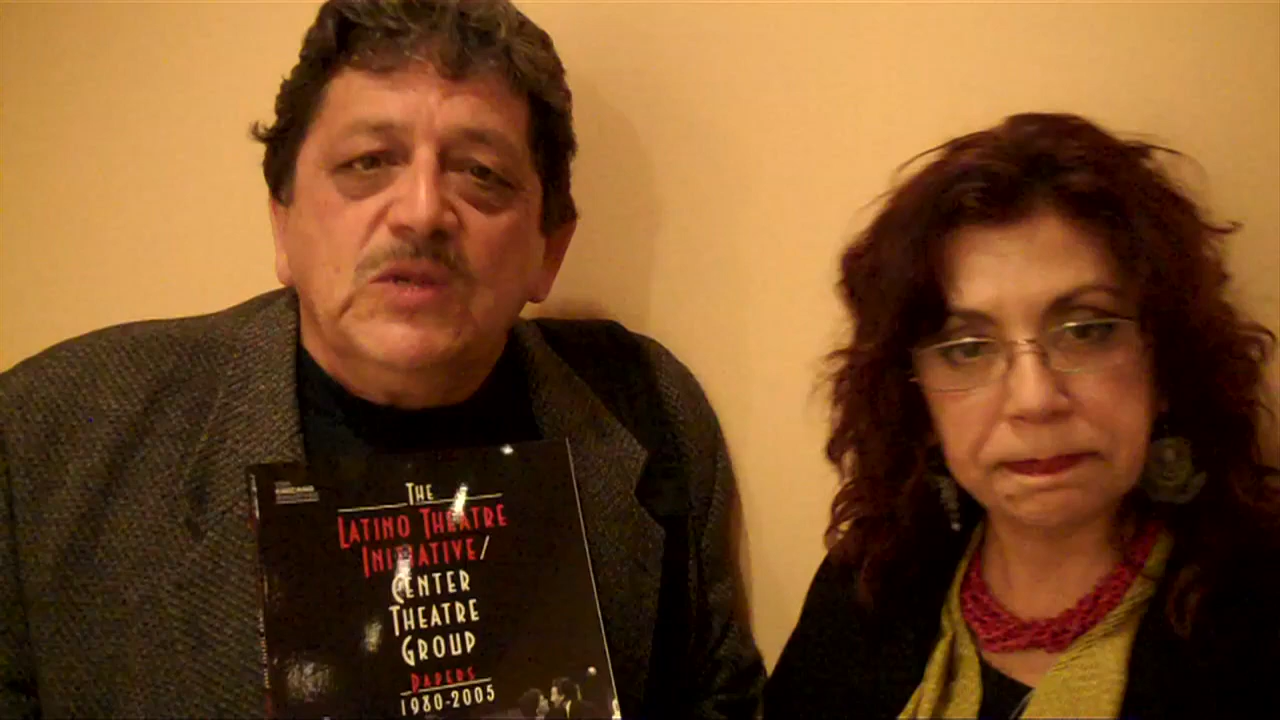 THE
LATINO THEATRE
INITIATIVE/
CENTER
THEATRE
GROUP
PAPERS
1980-2005